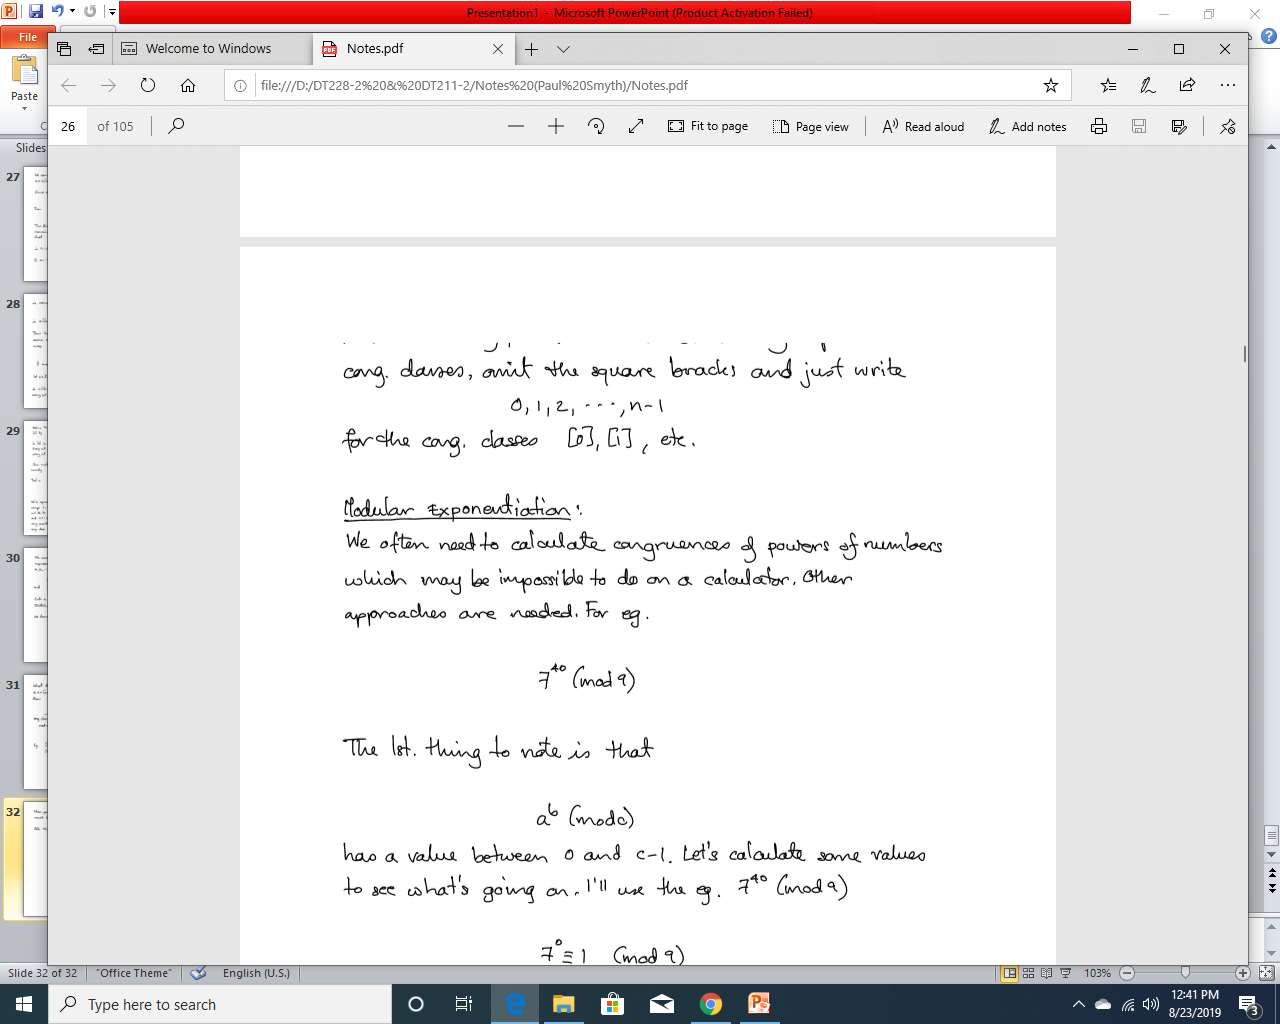 Presentation1 - Microsoft PowerPoint (Product Activation Failed)
File
Welcome to Windows
Notes.pdf
Paste
file:///D:/DT228-2%20&%20DT211-2/Notes%20(Paul%20Smyth)/Notes.pdf
26 of 105
Fit to page
Page view
Read aloud
Add notes
Slides
27
28
29
30
31
32
cong. classes, omit the square bracks and just write
0, 1, 2, ..., n-1
for the cong. classes [0], [1], etc.
Modular Exponentiation:
We often need to calculate congruences of powers of numbers
which may be impossible to do on a calculator. Other
approaches are needed. For eg.
7^40 (mod 9)
The 1st. thing to note is that
a^b (mod c)
has a value between 0 and c-1. Let's calculate some values
to see what's going on. I'll use the eg. 7^40 (mod 9)
7^0 ≡ 1 (mod 9)
Slide 32 of 32
"Office Theme"
English (U.S.)
103%
Type here to search
12:41 PM
8/23/2019
3